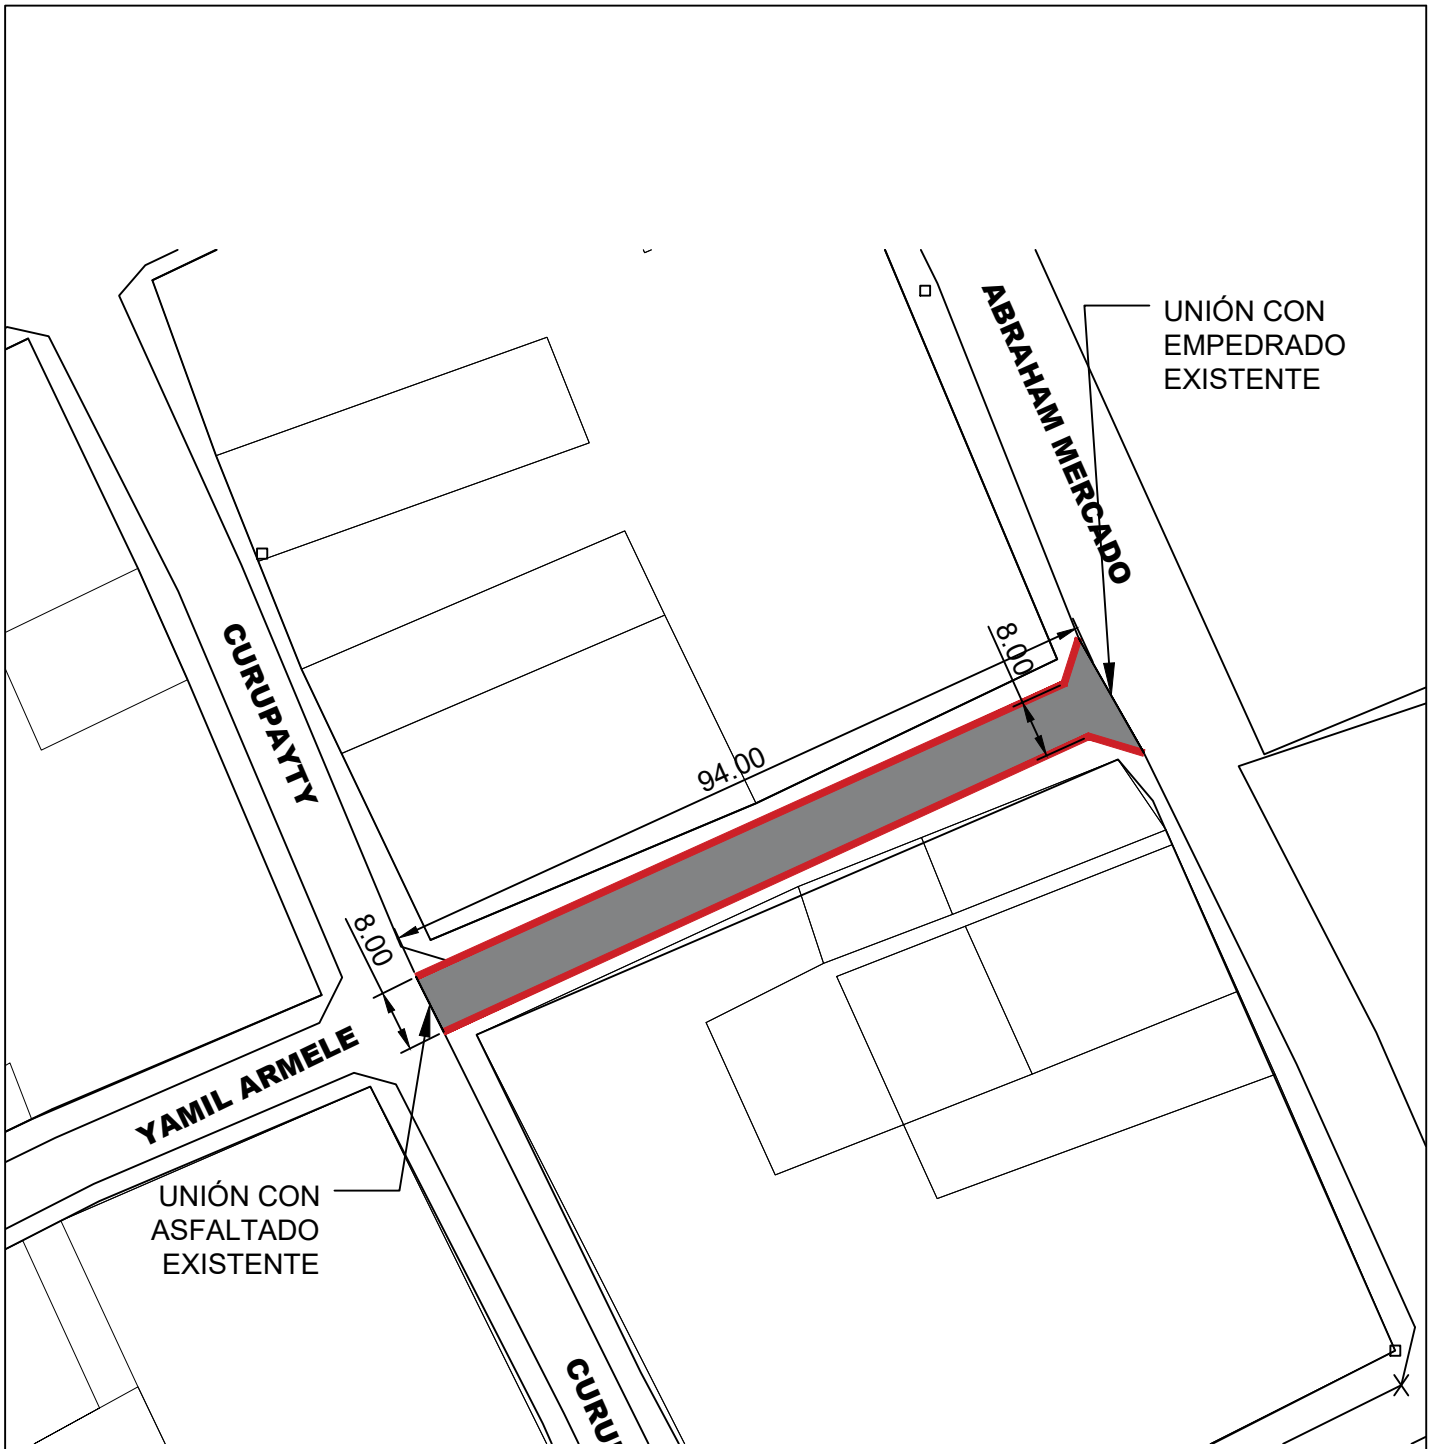 ABRAHAM MERCADO
UNIÓN CON
EMPEDRADO
EXISTENTE
CURUPAYTY
8.00
94.00
8.00
YAMIL ARMELE
UNIÓN CON
ASFALTADO
EXISTENTE